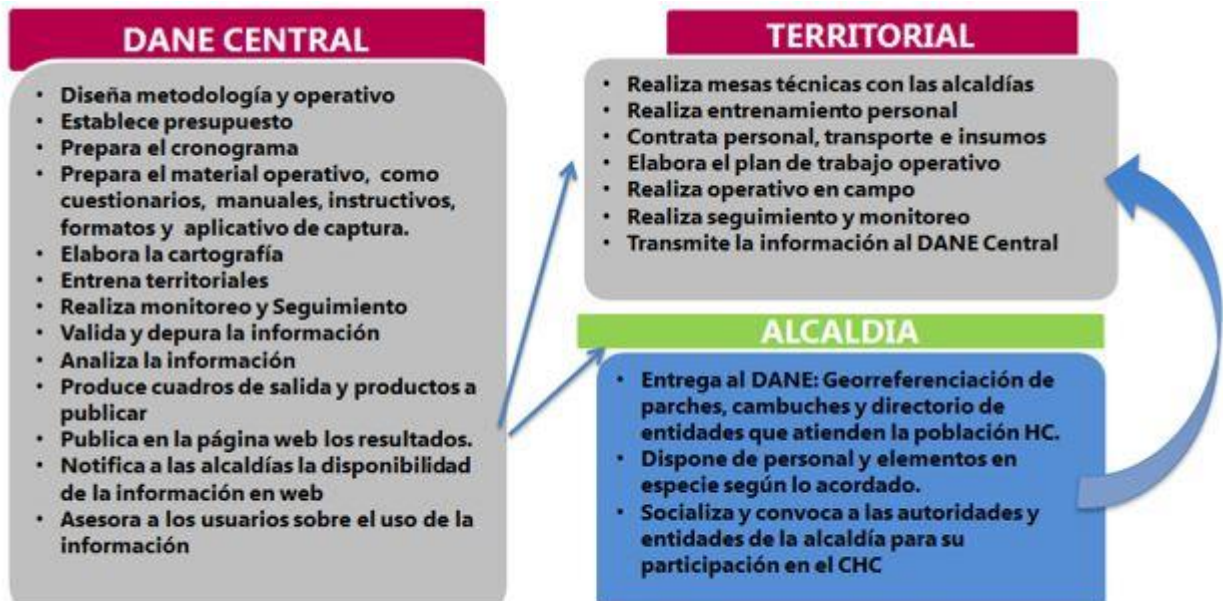 DANE CENTRAL
• Diseña metodología y operativo
• Establece presupuesto
• Prepara el cronograma
• Prepara el material operativo, como
cuestionarios, manuales, instructivos,
formatos y aplicativo de captura.
• Elabora la cartografía
• Entrena territoriales
• Realiza monitoreo y Seguimiento
• Valida y depura la información
• Analiza la información
• Produce cuadros de salida y productos a
publicar
• Publica en la página web los resultados.
• Notifica a las alcaldías la disponibilidad
de la información en web
• Asesora a los usuarios sobre el uso de la
información
TERRITORIAL
• Realiza mesas técnicas con las alcaldías
• Realiza entrenamiento personal
• Contrata personal, transporte e insumos
• Elabora el plan de trabajo operativo
• Realiza operativo en campo
• Realiza seguimiento y monitoreo
• Transmite la información al DANE Central
ALCALDIA
• Entrega al DANE: Georreferenciación de
parches, cambuches y directorio de
entidades que atienden la población HC.
• Dispone de personal y elementos en
especie según lo acordado.
• Socializa y convoca a las autoridades y
entidades de la alcaldía para su
participación en el CHC